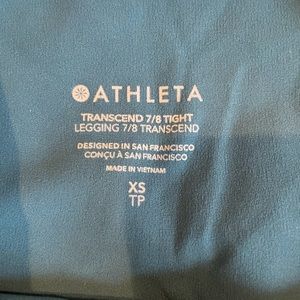 ATHLETA
TRANSCEND 7/8 TIGHT
LEGGING 7/8 TRANSCEND
DESIGNED IN SAN FRANCISCO
CONÇU À SAN FRANCISCO
MADE IN VIETNAM
XS
TP